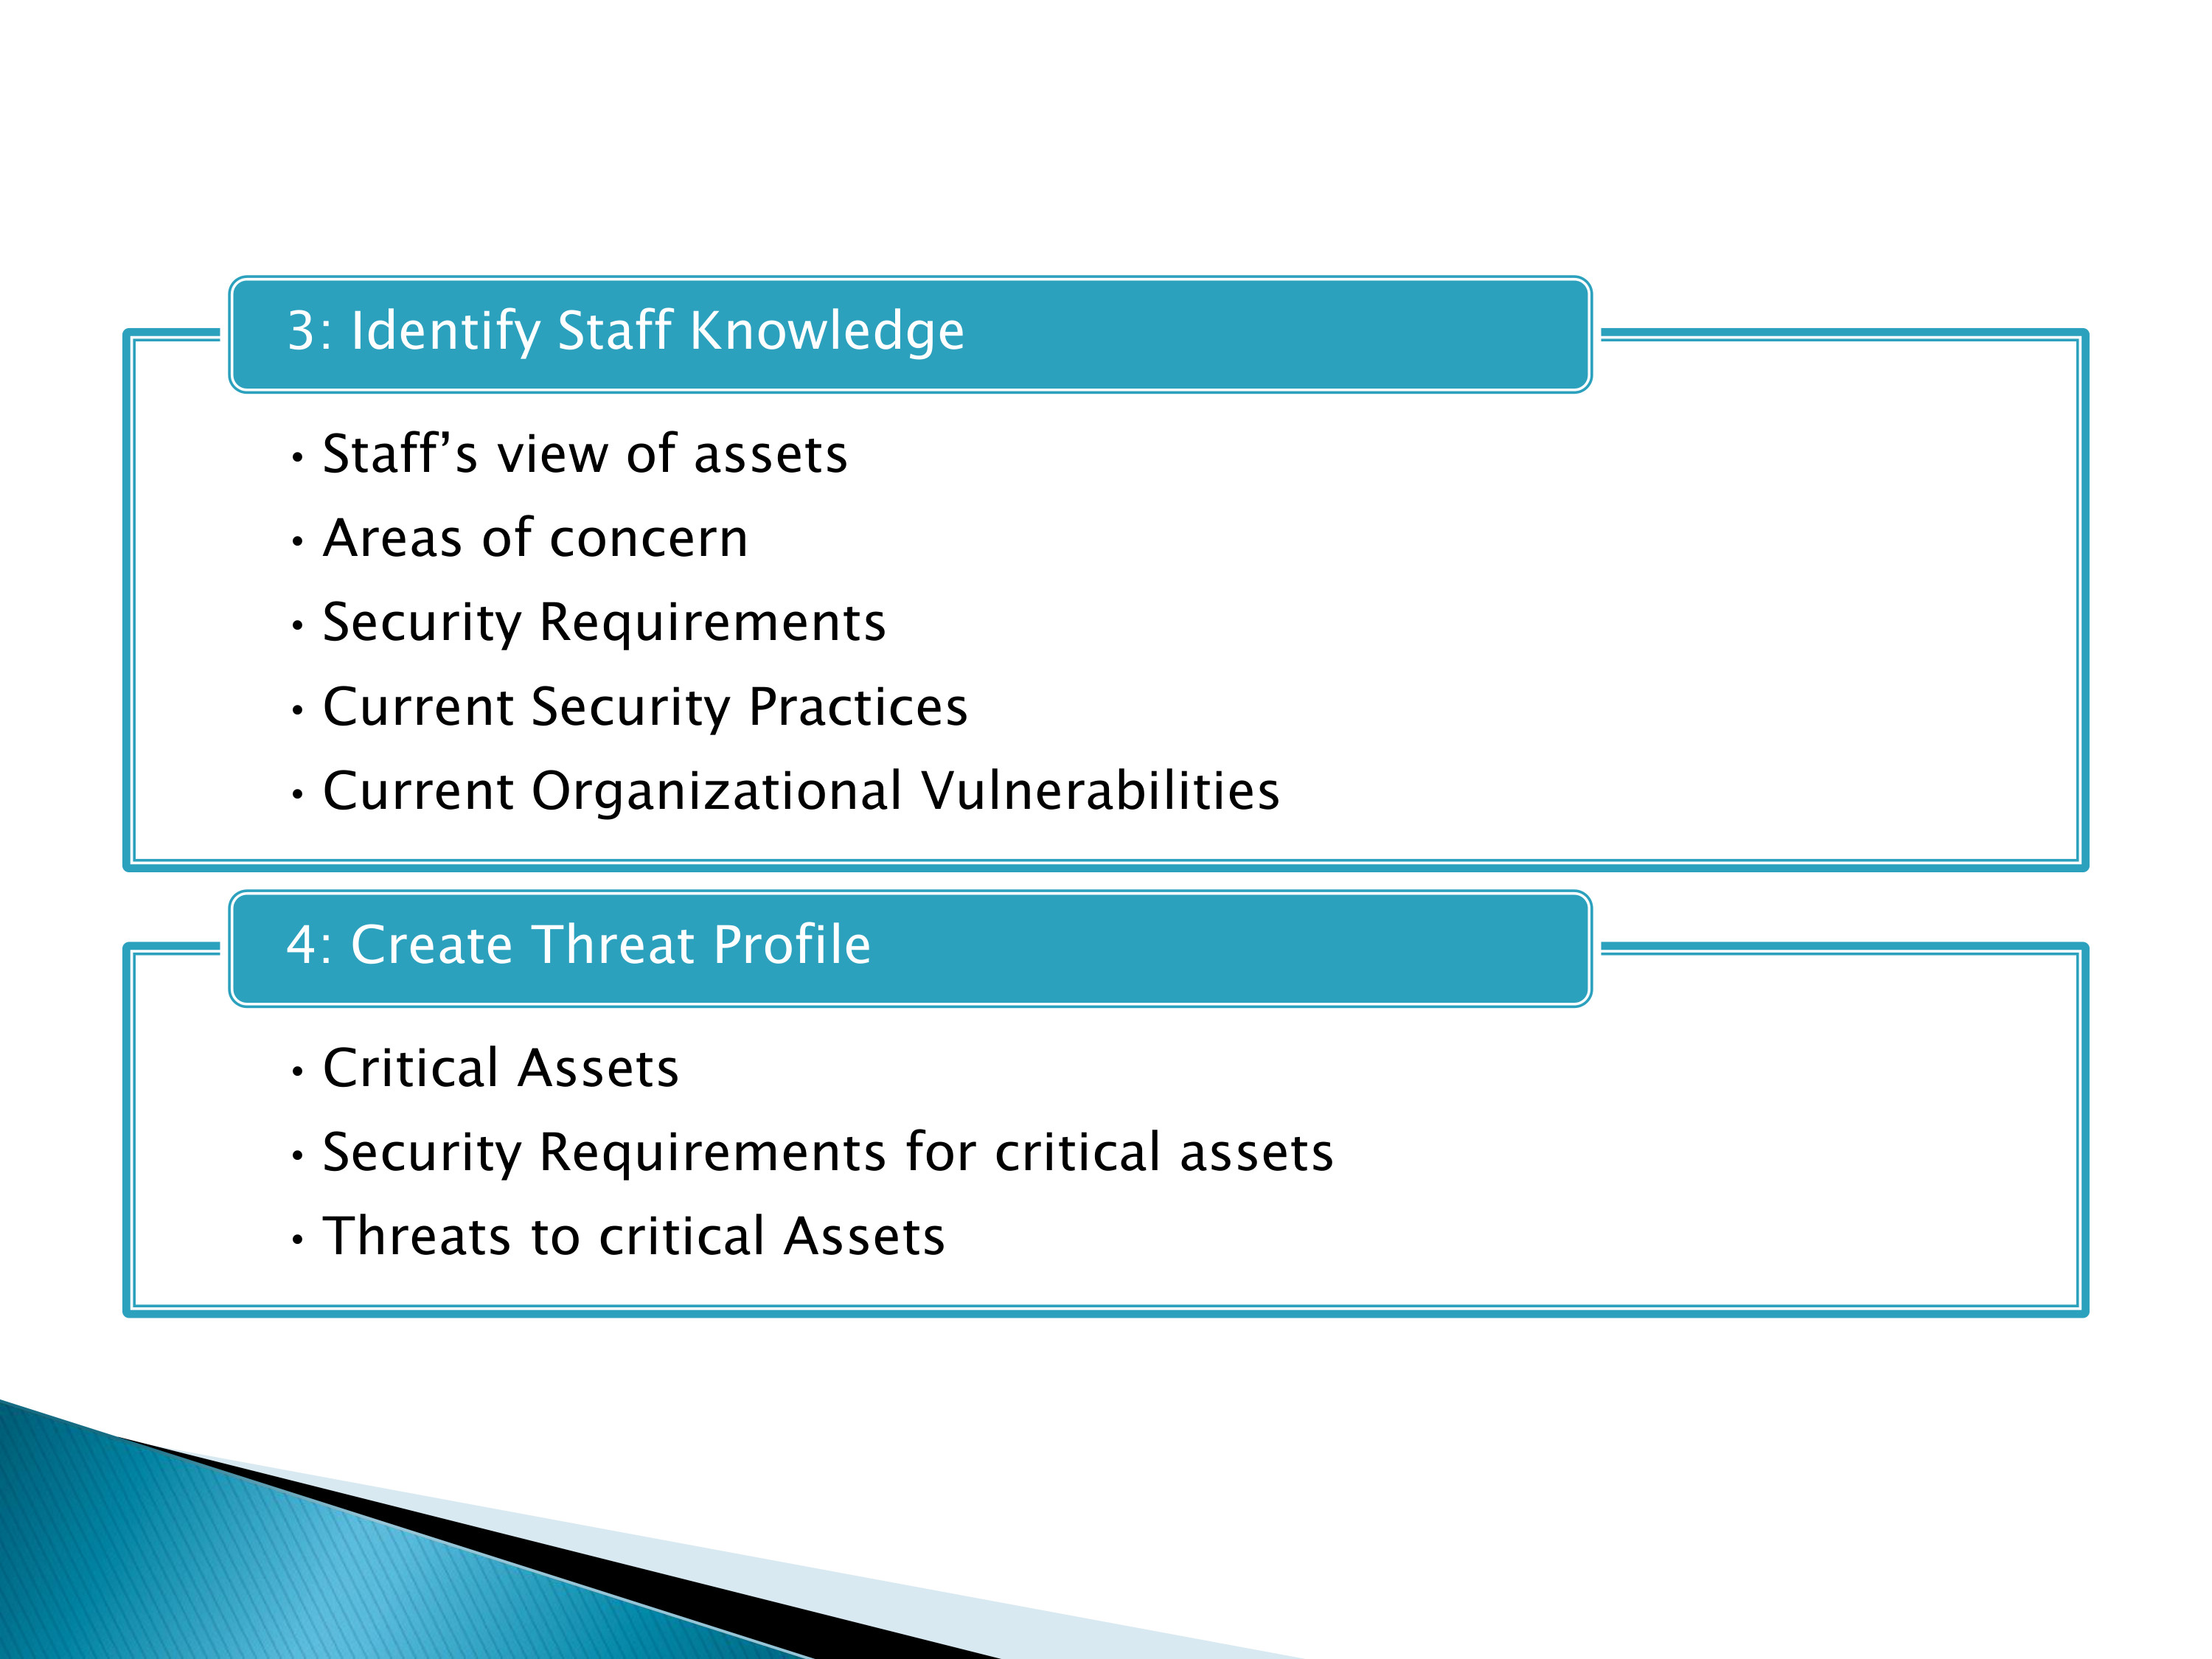 3: Identify Staff Knowledge
• Staff’s view of assets
• Areas of concern
• Security Requirements
• Current Security Practices
• Current Organizational Vulnerabilities
4: Create Threat Profile
• Critical Assets
• Security Requirements for critical assets
• Threats to critical Assets